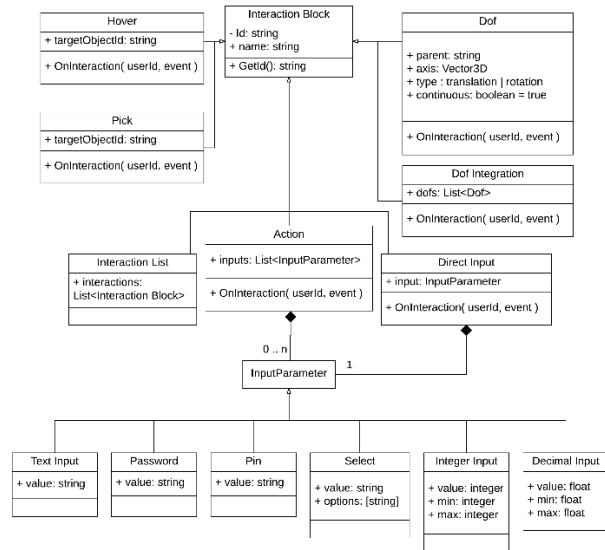 Hover
+ targetObjectId: string
+ OnInteraction( userId, event )
Interaction Block
- Id: string
+ name: string
+ GetId(): string
Dof
+ parent: string
+ axis: Vector3D
+ type : translation | rotation
+ continuous: boolean = true
+ OnInteraction( userId, event )
Pick
+ targetObjectId: string
+ OnInteraction( userId, event )
Dof Integration
+ dofs: List<Dof>
+ OnInteraction( userId, event )
Interaction List
+ interactions:
List<Interaction Block>
Action
+ inputs: List<InputParameter>
+ OnInteraction( userId, event )
Direct Input
+ input: InputParameter
+ OnInteraction( userId, event )
0 .. n
1
InputParameter
Text Input
+ value: string
Password
+ value: string
Pin
+ value: string
Select
+ value: string
+ options: [string]
Integer Input
+ value: integer
+ min: integer
+ max: integer
Decimal Input
+ value: float
+ min: float
+ max: float